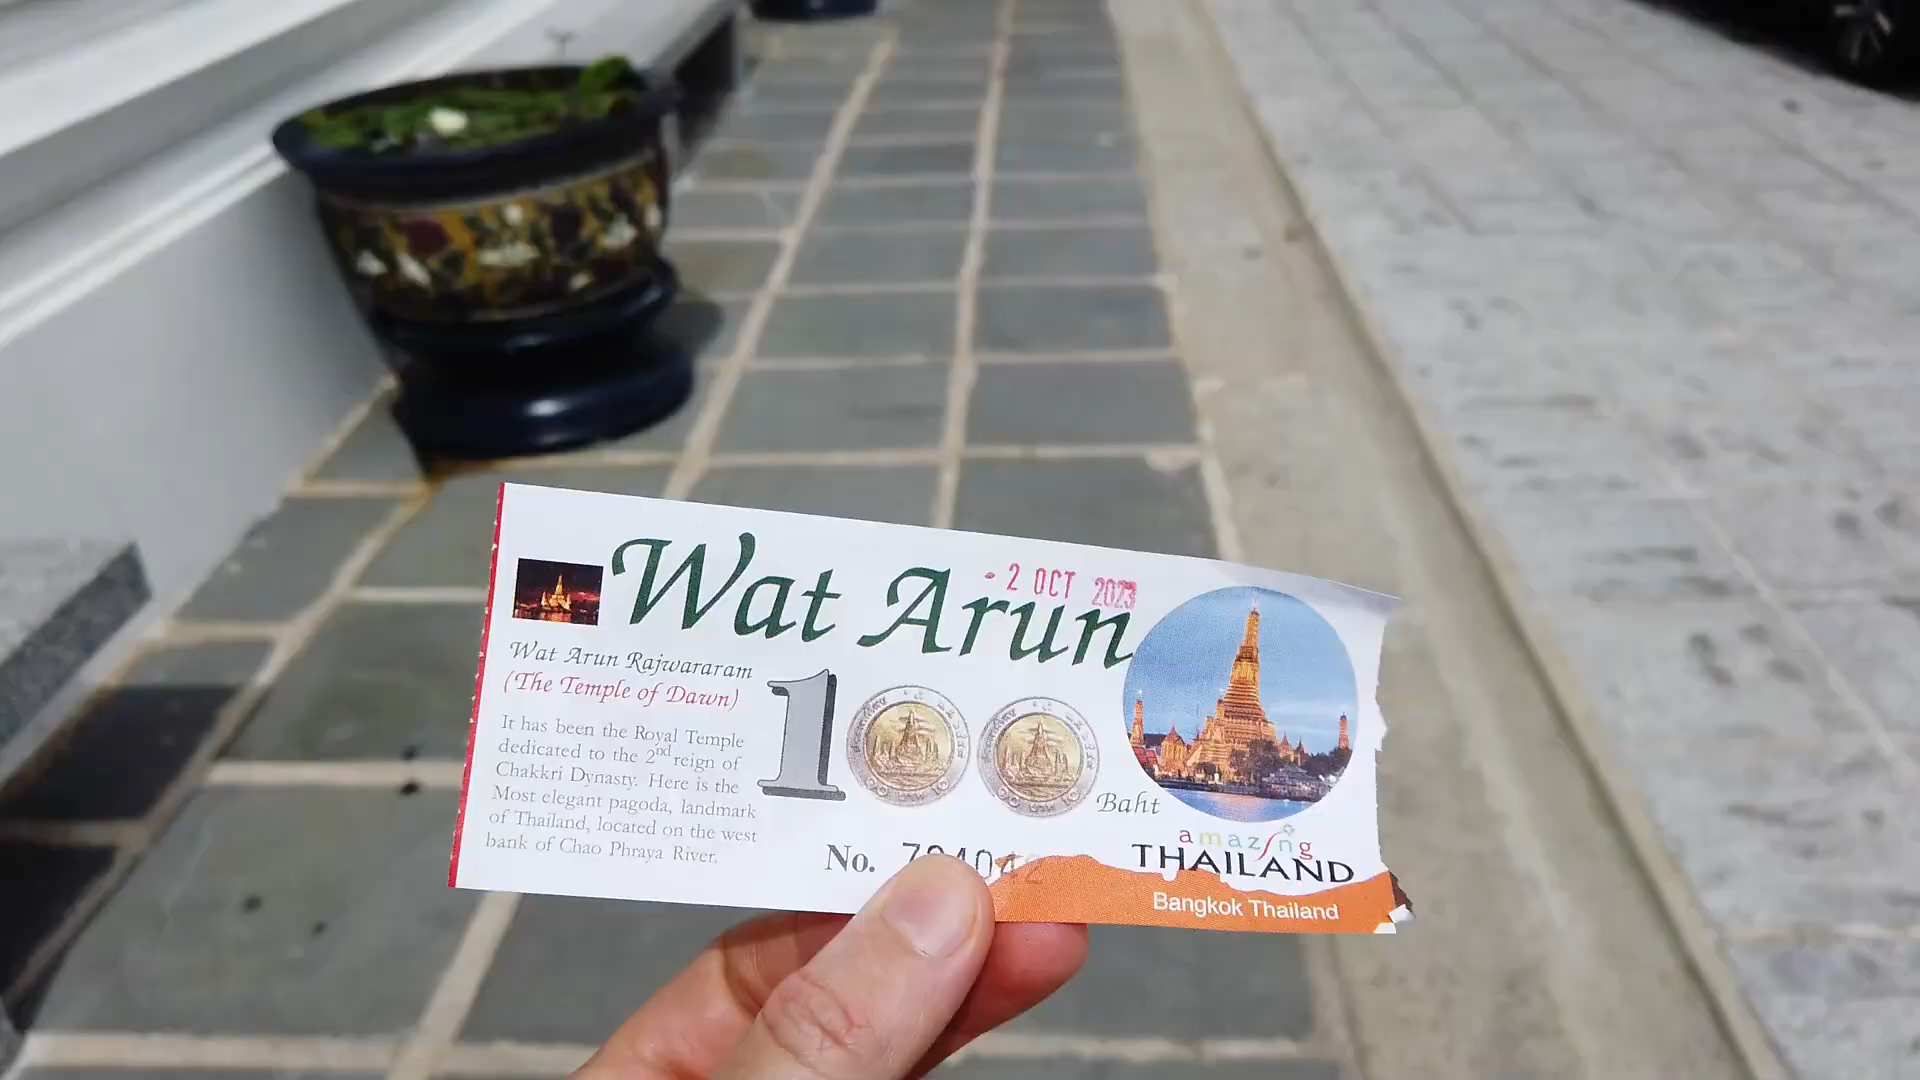 Wat Arun
- 2 OCT 2023
Wat Arun Rajwararam
(The Temple of Dawn)
It has been the Royal Temple
dedicated to the 2nd reign of
Chakkri Dynasty. Here is the
Most elegant pagoda, landmark
of Thailand, located on the west
bank of Chao Phraya River.
1
Baht
No.
amazing
THAILAND
Bangkok Thailand